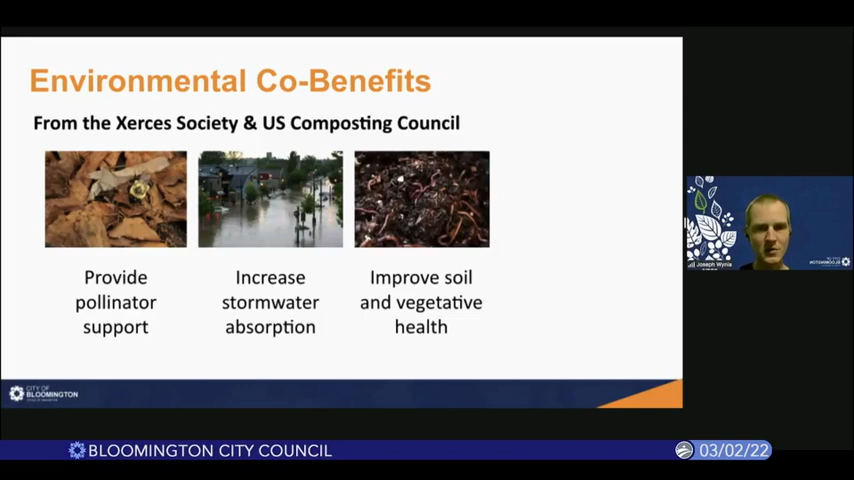 Environmental Co-Benefits
From the Xerces Society & US Composting Council
Provide
pollinator
support
Increase
stormwater
absorption
Improve soil
and vegetative
health
Joseph Wynia
CITY OF
BLOOMINGTON
BLOOMINGTON CITY COUNCIL
03/02/22